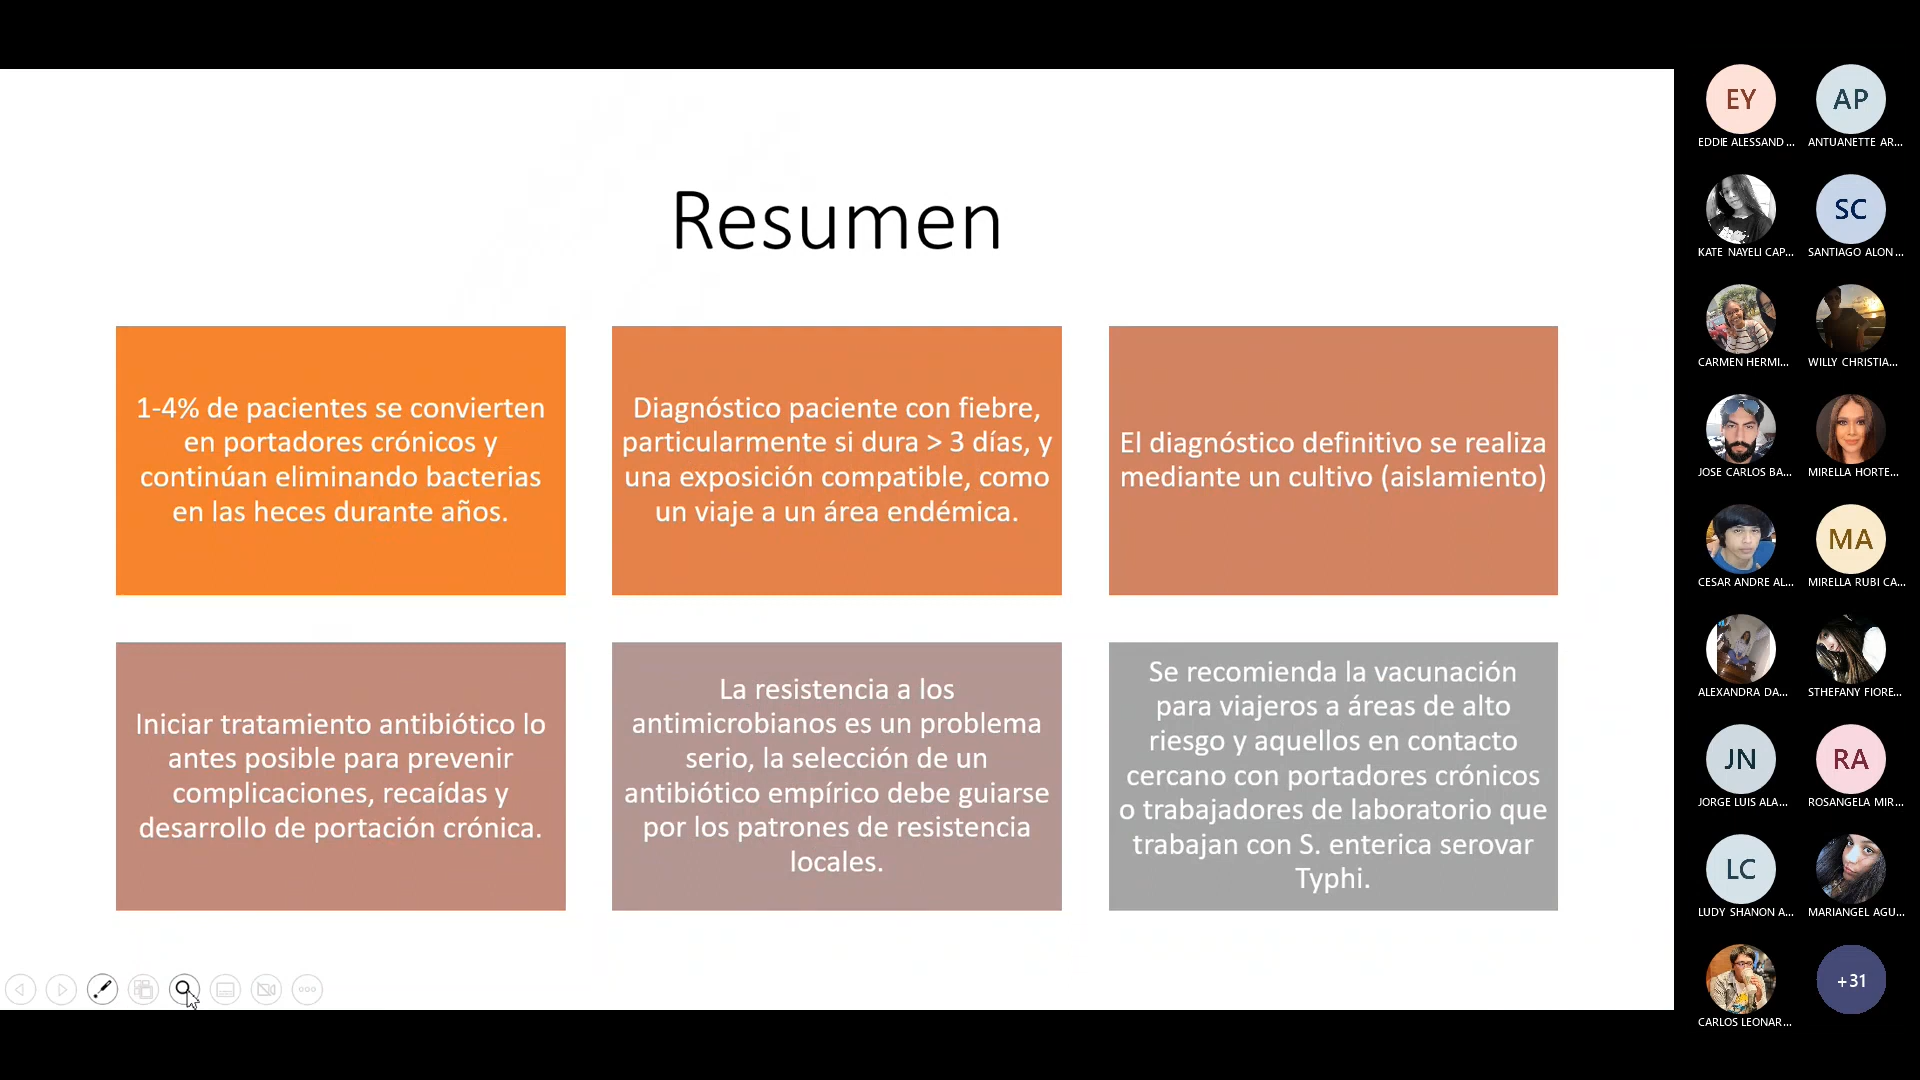 Resumen
1-4% de pacientes se convierten
en portadores crónicos y
continúan eliminando bacterias
en las heces durante años.
Diagnóstico paciente con fiebre,
particularmente si dura > 3 días, y
una exposición compatible, como
un viaje a un área endémica.
El diagnóstico definitivo se realiza
mediante un cultivo (aislamiento)
Iniciar tratamiento antibiótico lo
antes posible para prevenir
complicaciones, recaídas y
desarrollo de portación crónica.
La resistencia a los
antimicrobianos es un problema
serio, la selección de un
antibiótico empírico debe guiarse
por los patrones de resistencia
locales.
Se recomienda la vacunación
para viajeros a áreas de alto
riesgo y aquellos en contacto
cercano con portadores crónicos
o trabajadores de laboratorio que
trabajan con S. enterica serovar
Typhi.
EY
EDDIE ALESSAND...
AP
ANTUANETTE AR...
KATE NAYELI CAP...
SC
SANTIAGO ALON...
CARMEN HERMI...
WILLY CHRISTIA...
JOSE CARLOS BA...
MIRELLA HORTE...
CESAR ANDRE AL...
MA
MIRELLA RUBI CA...
ALEXANDRA DA...
STHEFANY FIORE...
JN
JORGE LUIS ALA...
RA
ROSANGELA MIR...
LC
LUDY SHANON A...
MARIANGEL AGU...
CARLOS LEONAR...
+31